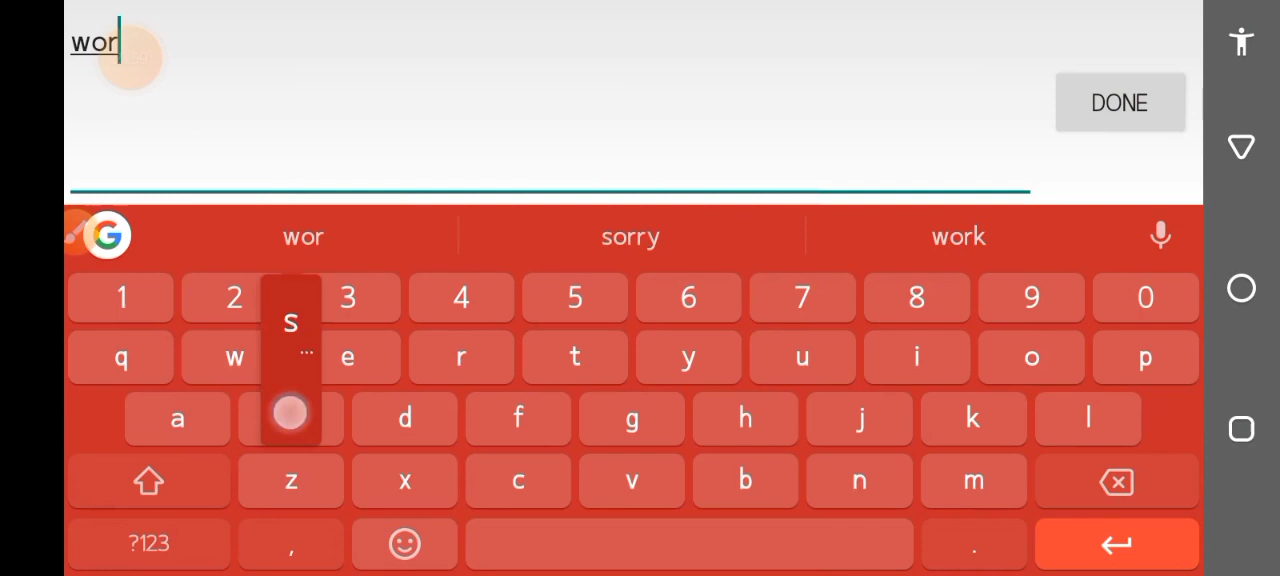 wor
DONE
wor sorry work
1 2 3 4 5 6 7 8 9 0
s
...
q w e r t y u i o p
a d f g h j k l
z x c v b n m
?123 , .